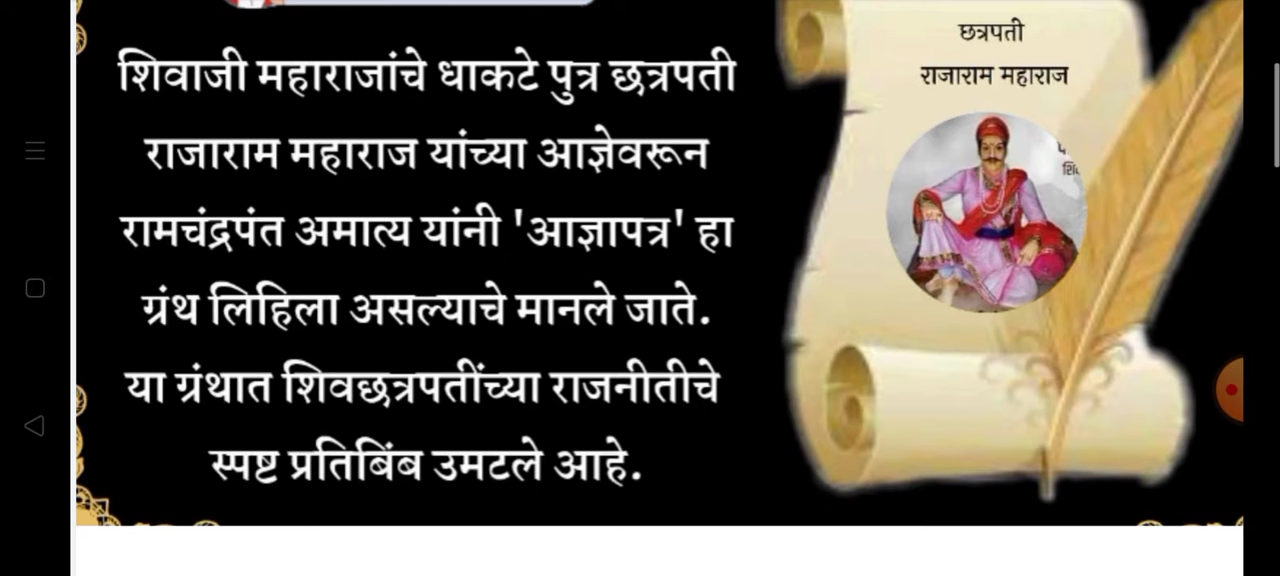 शिवाजी महाराजांचे धाकटे पुत्र छत्रपती
राजाराम महाराज यांच्या आज्ञेवरून
रामचंद्रपंत अमात्य यांनी 'आज्ञापत्र' हा
ग्रंथ लिहिला असल्याचे मानले जाते.
या ग्रंथात शिवछत्रपतींच्या राजनीतीचे
स्पष्ट प्रतिबिंब उमटले आहे.
छत्रपती
राजाराम महाराज